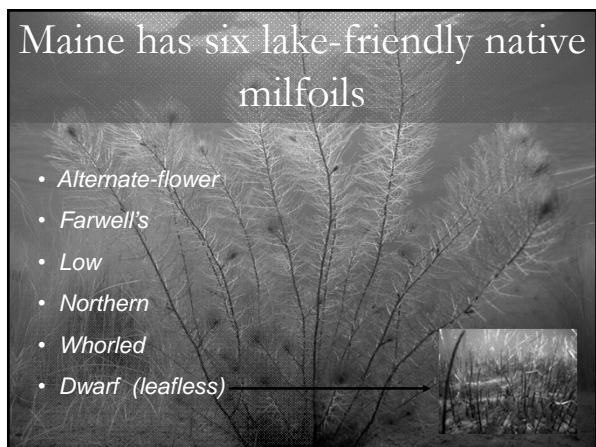 Maine has six lake-friendly native
milfoils
• Alternate-flower
• Farwell's
• Low
• Northern
• Whorled
• Dwarf (leafless)